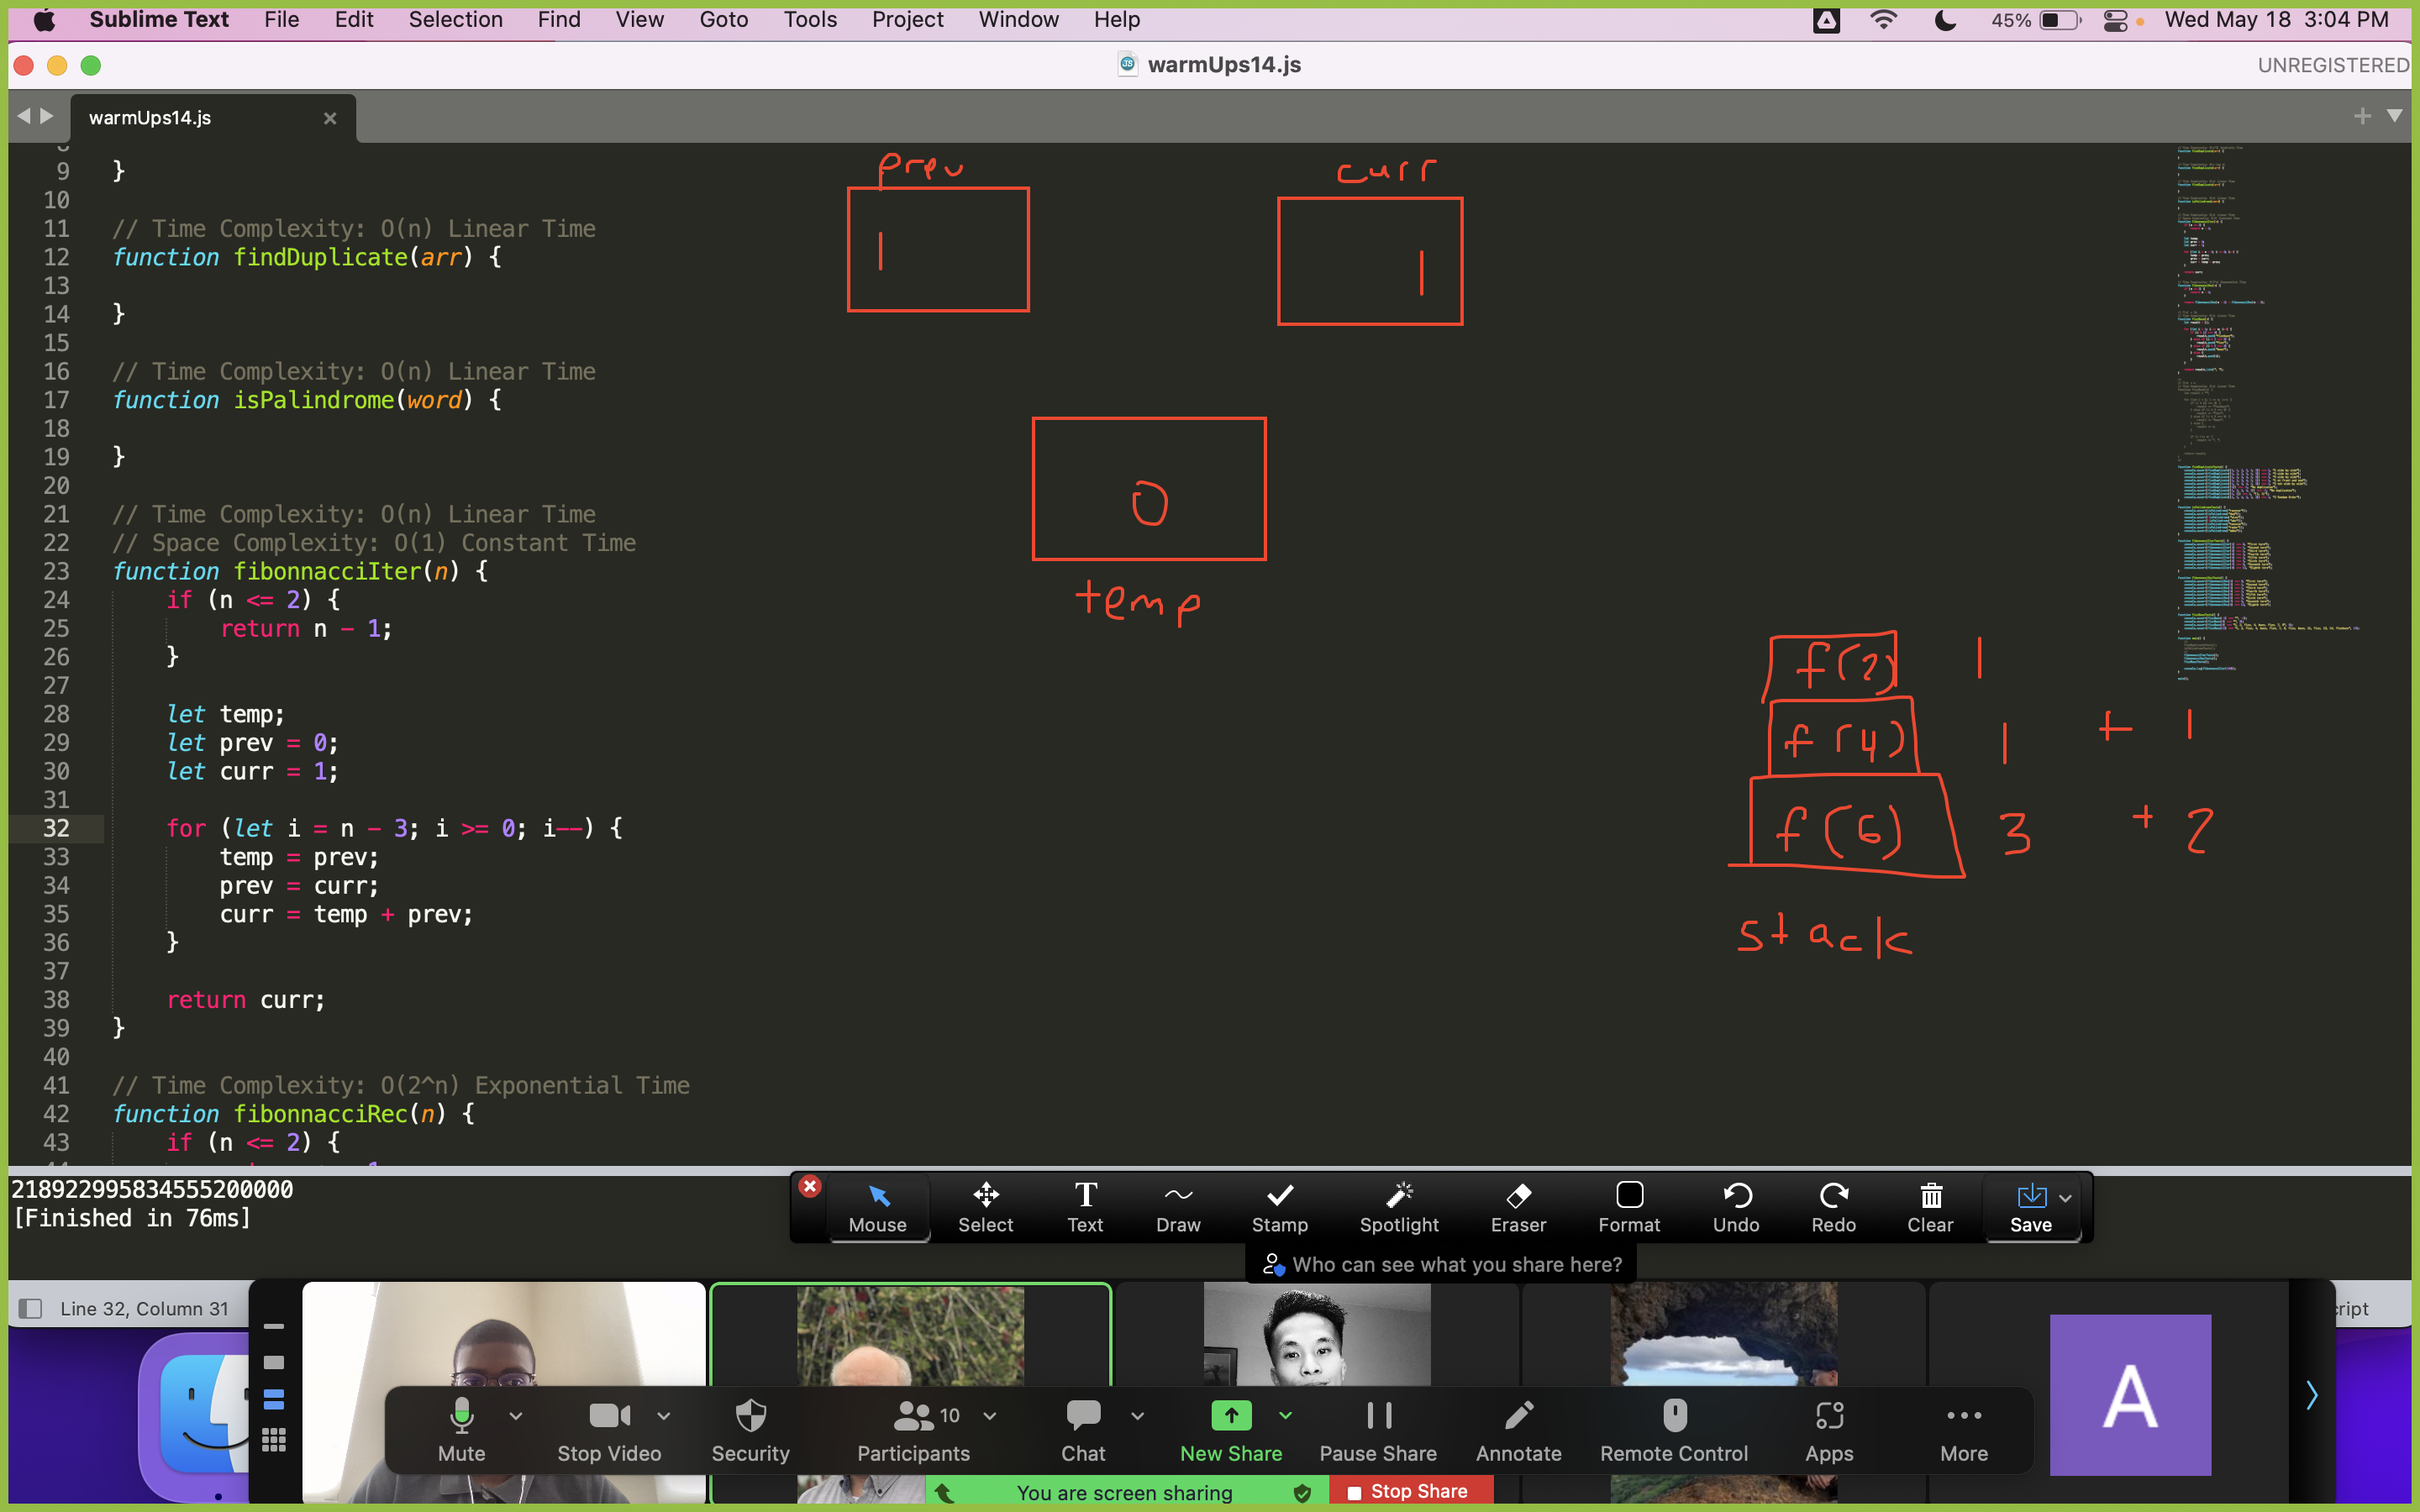 Sublime Text File Edit Selection Find View Goto Tools Project Window Help 45% Wed May 18 3:04 PM
warmUps14.js UNREGISTERED
warmUps14.js
9 }
10
11 // Time Complexity: O(n) Linear Time
12 function findDuplicate(arr) {
13
14 }
15
16 // Time Complexity: O(n) Linear Time
17 function isPalindrome(word) {
18
19 }
20
21 // Time Complexity: O(n) Linear Time
22 // Space Complexity: O(1) Constant Time
23 function fibonnacciIter(n) {
24 if (n <= 2) {
25 return n - 1;
26 }
27
28 let temp;
29 let prev = 0;
30 let curr = 1;
31
32 for (let i = n - 3; i >= 0; i--) {
33 temp = prev;
34 prev = curr;
35 curr = temp + prev;
36 }
37
38 return curr;
39 }
40
41 // Time Complexity: O(2^n) Exponential Time
42 function fibonnacciRec(n) {
43 if (n <= 2) {
prev curr
1 1
0
temp
f(2) 1
f(4) 1 + 1
f(6) 3 + 2
stack
218922995834555200000
[Finished in 76ms]
Mouse Select Text Draw Stamp Spotlight Eraser Format Undo Redo Clear Save
Who can see what you share here?
Line 32, Column 31
A
10
Mute Stop Video Security Participants Chat New Share Pause Share Annotate Remote Control Apps More
You are screen sharing Stop Share